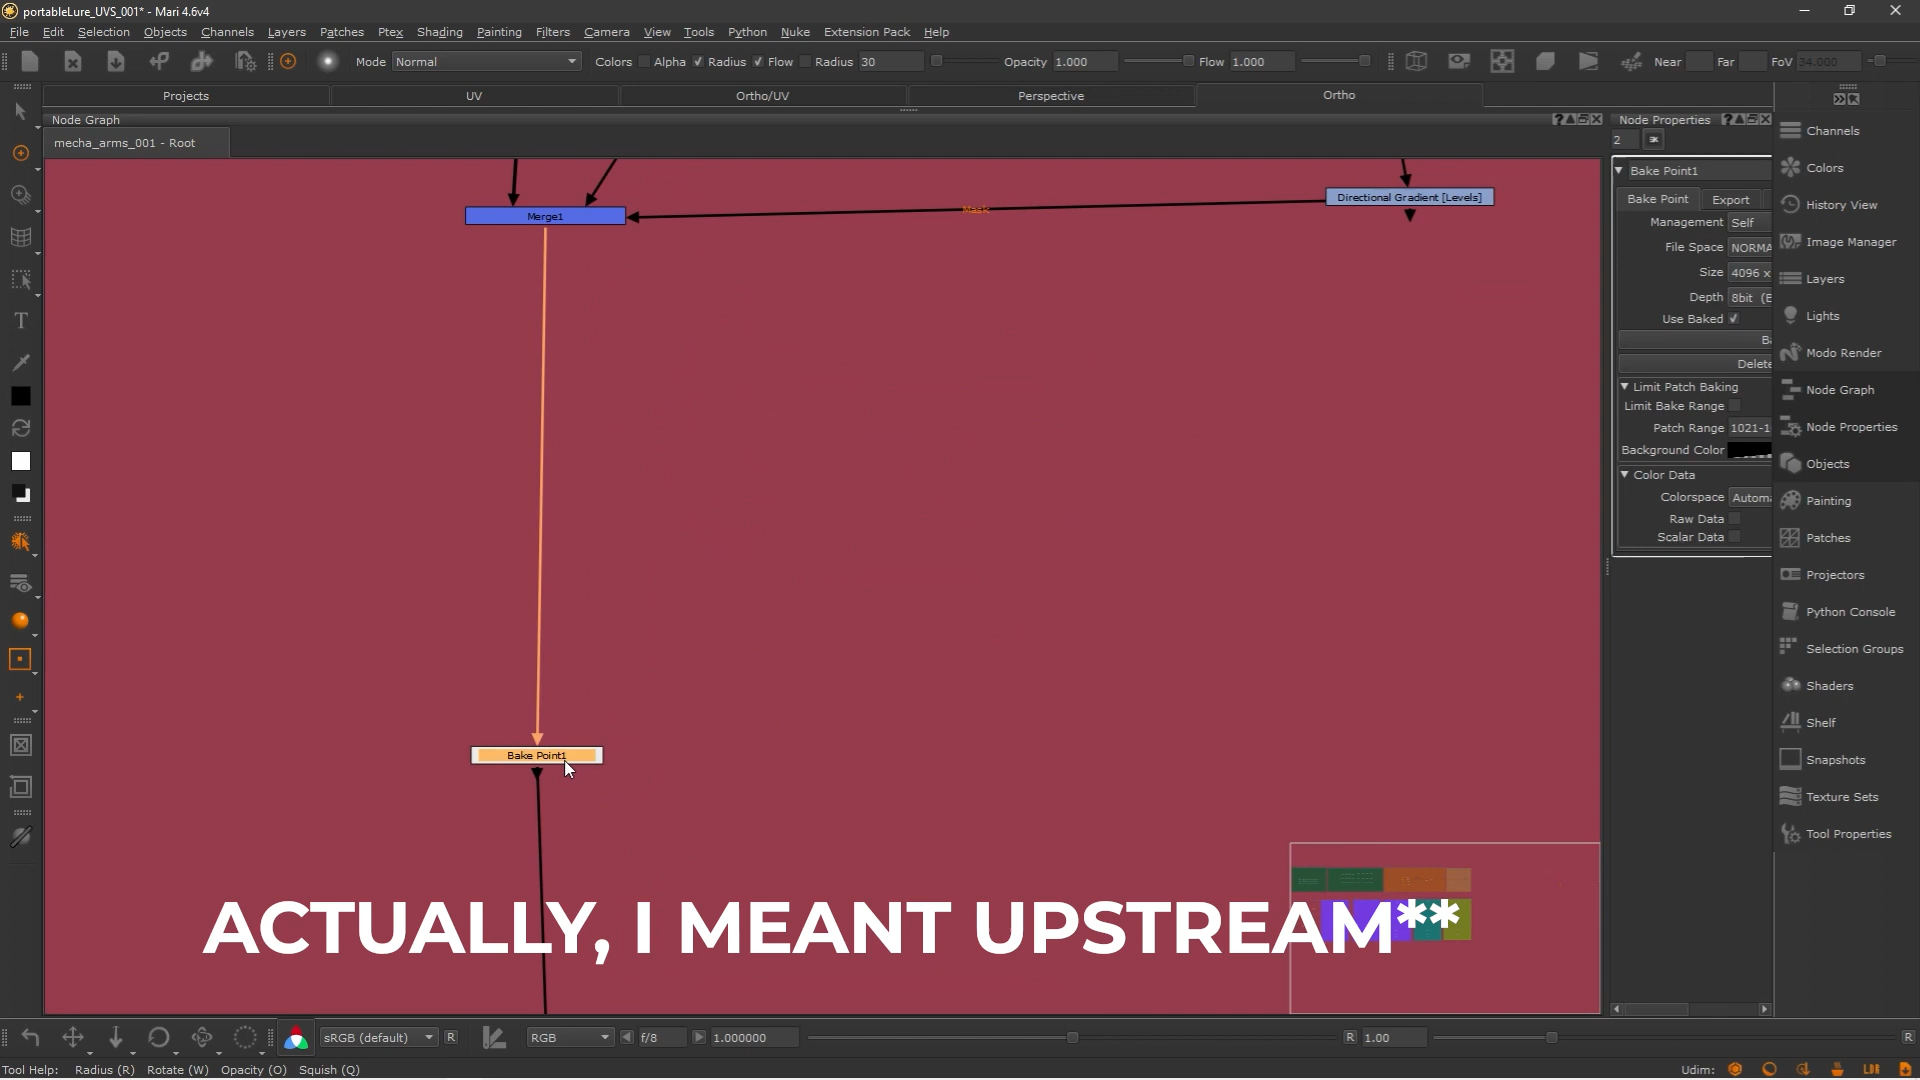 portableLure_UVS_001* - Mari 4.6v4
File Edit Selection Objects Channels Layers Patches Ptex Shading Painting Filters Camera View Tools Python Nuke Extension Pack Help
Mode Normal Colors Alpha Radius Flow Radius 30 Opacity 1.000 Flow 1.000 Near Far FoV 34.000
Projects UV Ortho/UV Perspective Ortho
Node Graph
Node Properties
mecha_arms_001 - Root
2
Merge1
Mask
Directional Gradient [Levels]
Bake Point1
ACTUALLY, I MEANT UPSTREAM**
Bake Point1
Bake Point Export
Management Self
File Space NORMA
Size 4096 x
Depth 8bit (E
Use Baked
Ba
Delete
Limit Patch Baking
Limit Bake Range
Patch Range 1021-1
Background Color
Color Data
Colorspace Automa
Raw Data
Scalar Data
Channels
Colors
History View
Image Manager
Layers
Lights
Modo Render
Node Graph
Node Properties
Objects
Painting
Patches
Projectors
Python Console
Selection Groups
Shaders
Shelf
Snapshots
Texture Sets
Tool Properties
sRGB (default) R RGB f/8 1.000000 R 1.00 R
Tool Help: Radius (R) Rotate (W) Opacity (O) Squish (Q)
Udim: